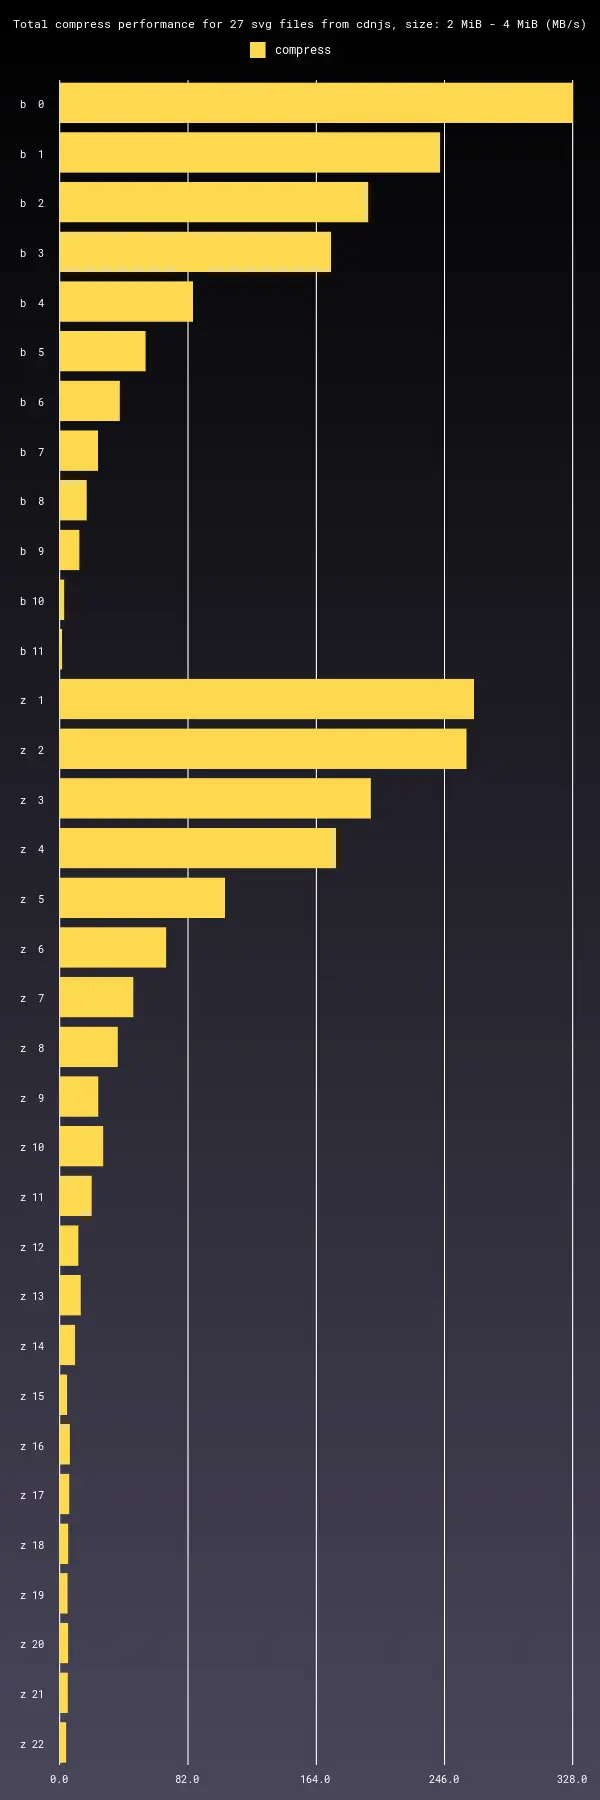 Total compress performance for 27 svg files from cdnjs, size: 2 MiB - 4 MiB (MB/s)
compress
b 0
b 1
b 2
b 3
b 4
b 5
b 6
b 7
b 8
b 9
b 10
b 11
z 1
z 2
z 3
z 4
z 5
z 6
z 7
z 8
z 9
z 10
z 11
z 12
z 13
z 14
z 15
z 16
z 17
z 18
z 19
z 20
z 21
z 22
0.0 82.0 164.0 246.0 328.0